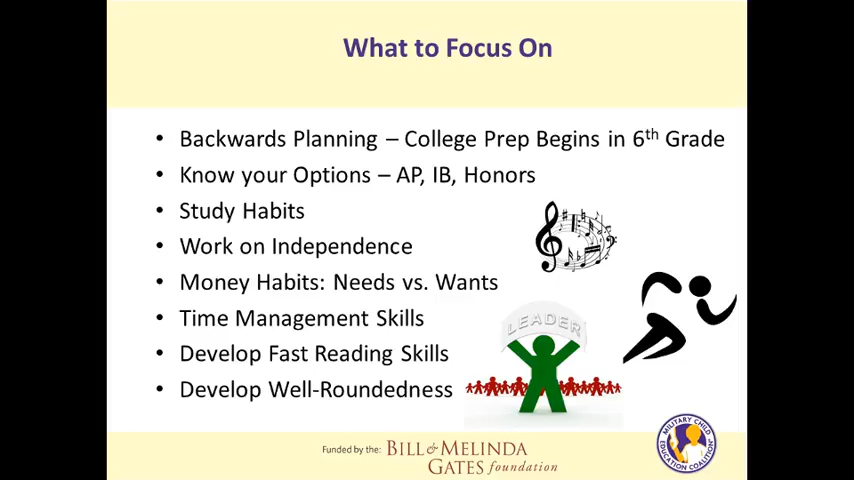 What to Focus On
• Backwards Planning – College Prep Begins in 6th Grade
• Know your Options – AP, IB, Honors
• Study Habits
• Work on Independence
• Money Habits: Needs vs. Wants
• Time Management Skills
• Develop Fast Reading Skills
• Develop Well-Roundedness
LEADER
Funded by the: BILL & MELINDA
GATES foundation
MILITARY CHILD
EDUCATION COALITION